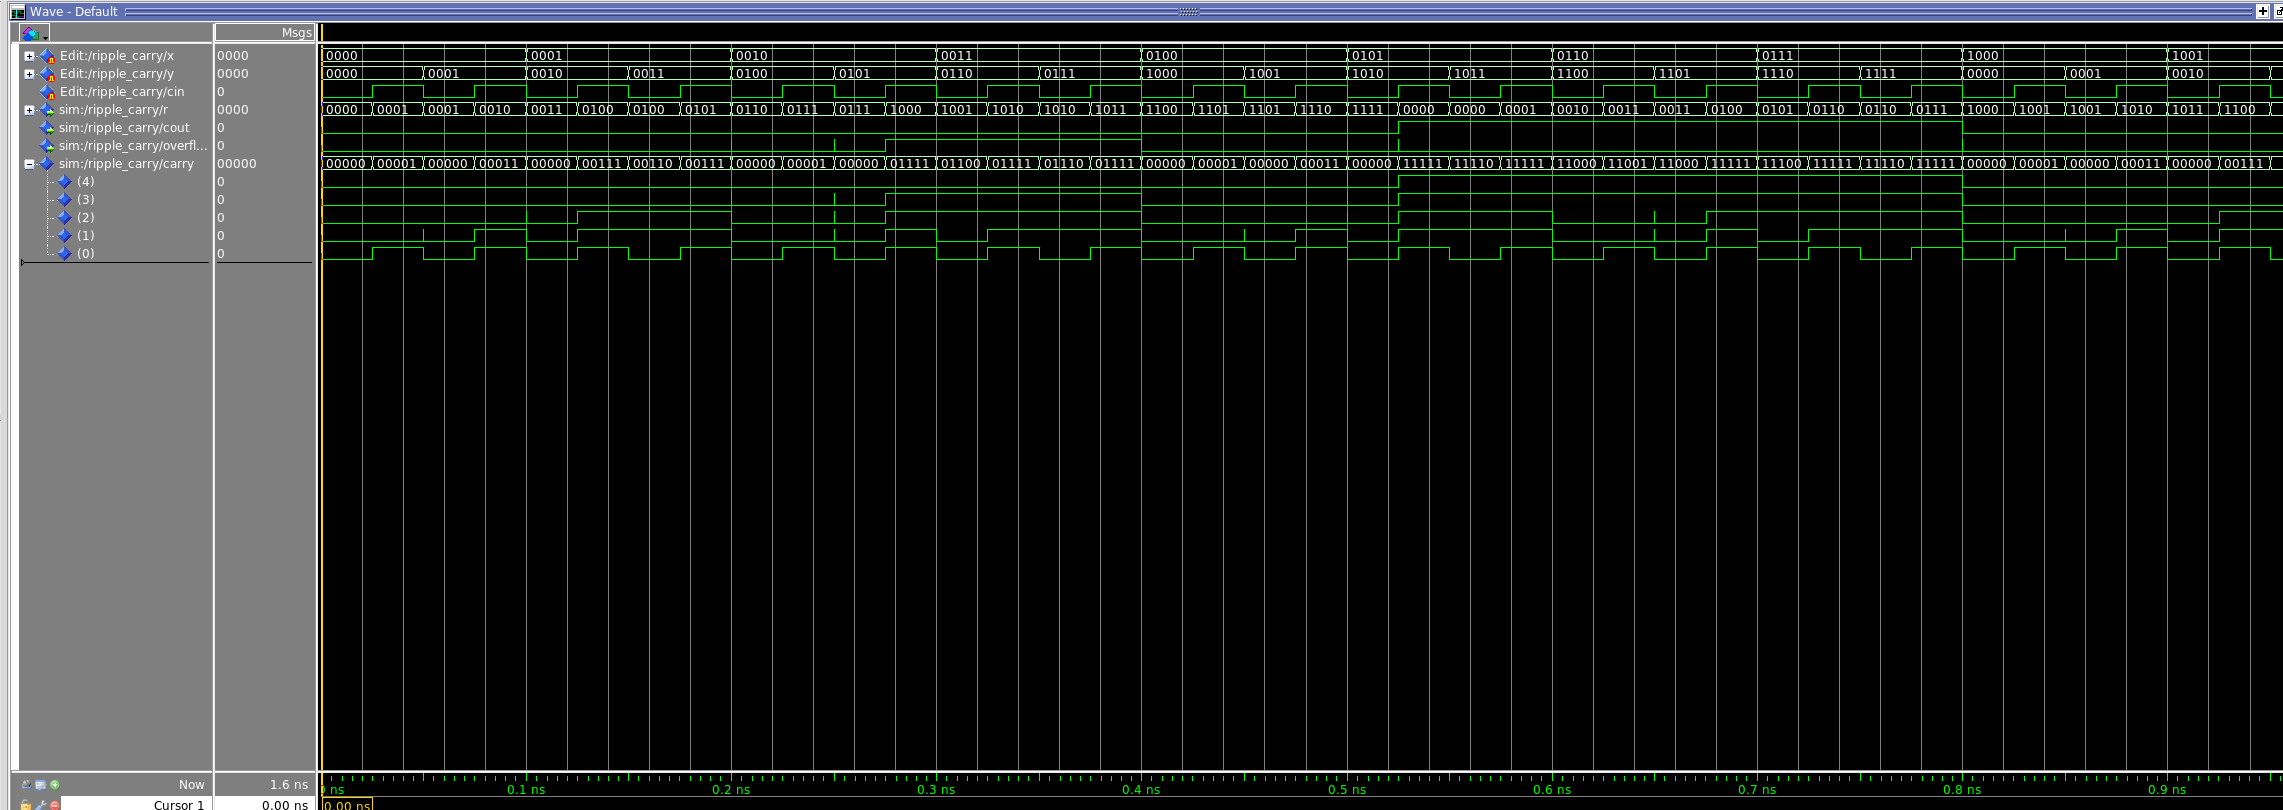 Wave - Default
Msgs
Edit:/ripple_carry/x 0000 0000 0001 0010 0011 0100 0101 0110 0111 1000 1001
Edit:/ripple_carry/y 0000 0000 0001 0010 0011 0100 0101 0110 0111 1000 1001 1010 1011 1100 1101 1110 1111 0000 0001 0010
Edit:/ripple_carry/cin 0
sim:/ripple_carry/r 0000 0000 0001 0001 0010 0011 0100 0100 0101 0110 0111 0111 1000 1001 1010 1010 1011 1100 1101 1101 1110 1111 0000 0000 0001 0010 0011 0011 0100 0101 0110 0110 0111 1000 1001 1001 1010 1011 1100
sim:/ripple_carry/cout 0
sim:/ripple_carry/overfl... 0
sim:/ripple_carry/carry 00000 00000 00001 00000 00011 00000 00111 00110 00111 00000 00001 00000 01111 01100 01111 01110 01111 00000 00001 00000 00011 00000 11111 11110 11111 11000 11001 11000 11111 11100 11111 11110 11111 00000 00001 00000 00011 00000 00111
(4) 0
(3) 0
(2) 0
(1) 0
(0) 0
Now 1.6 ns ns 0.1 ns 0.2 ns 0.3 ns 0.4 ns 0.5 ns 0.6 ns 0.7 ns 0.8 ns 0.9 ns
Cursor 1 0.00 ns 0.00 ns